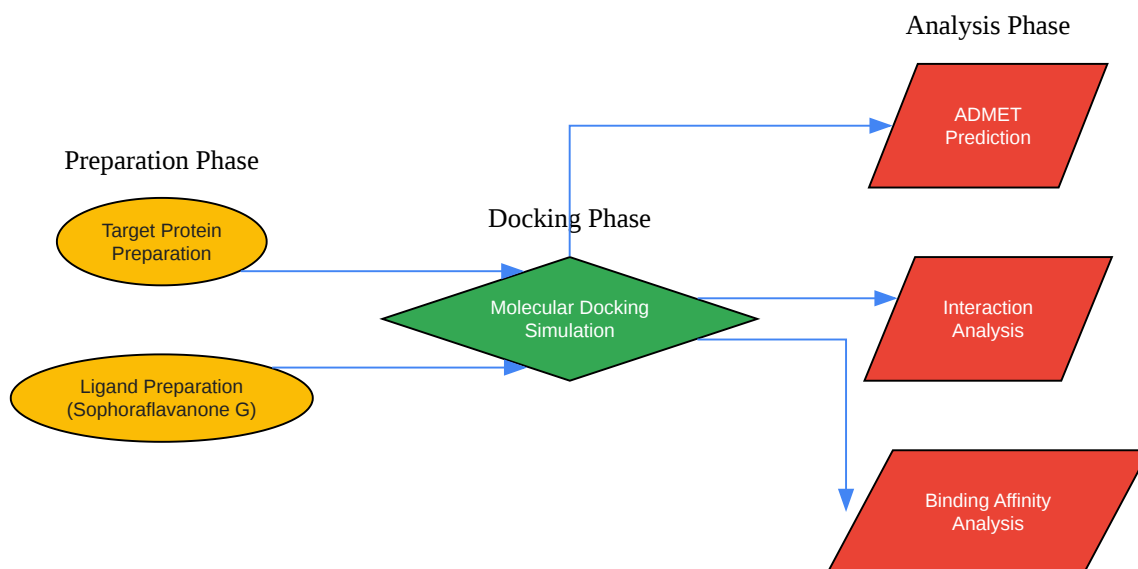 Preparation Phase
Target Protein
Preparation
Ligand Preparation
(Sophoraflavanone G)
Docking Phase
Molecular Docking
Simulation
Analysis Phase
ADMET
Prediction
Interaction
Analysis
Binding Affinity
Analysis